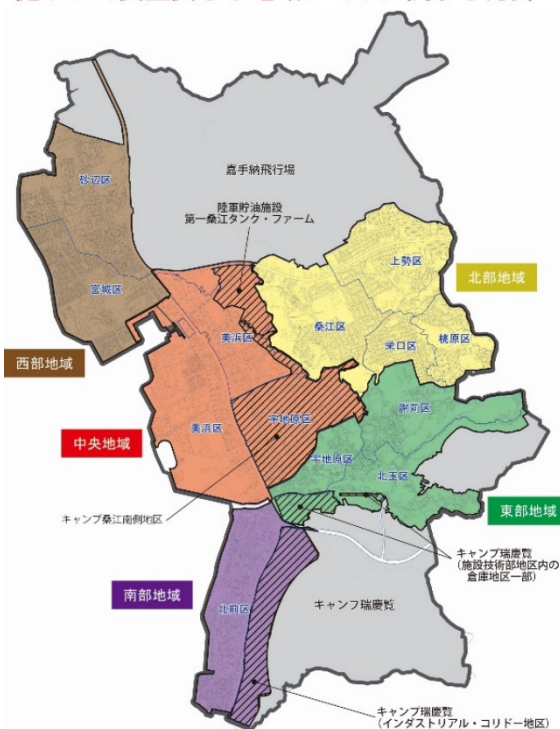 嘉手納飛行場
陸軍貯油施設
第一桑江タンク・ファーム
砂辺区
上勢区
北部地域
宮城区
桑江区
栄口区
桃原区
美浜区
西部地域
謝苅区
美浜区
宇地原区
中央地域
宇地原区
北玉区
キャンプ桑江南側地区
東部地域
キャンプ瑞慶覧
(施設技術部地区内の
倉庫地区一部)
南部地域
北前区
キャンプ瑞慶覧
キャンプ瑞慶覧
(インダストリアル・コリドー地区)